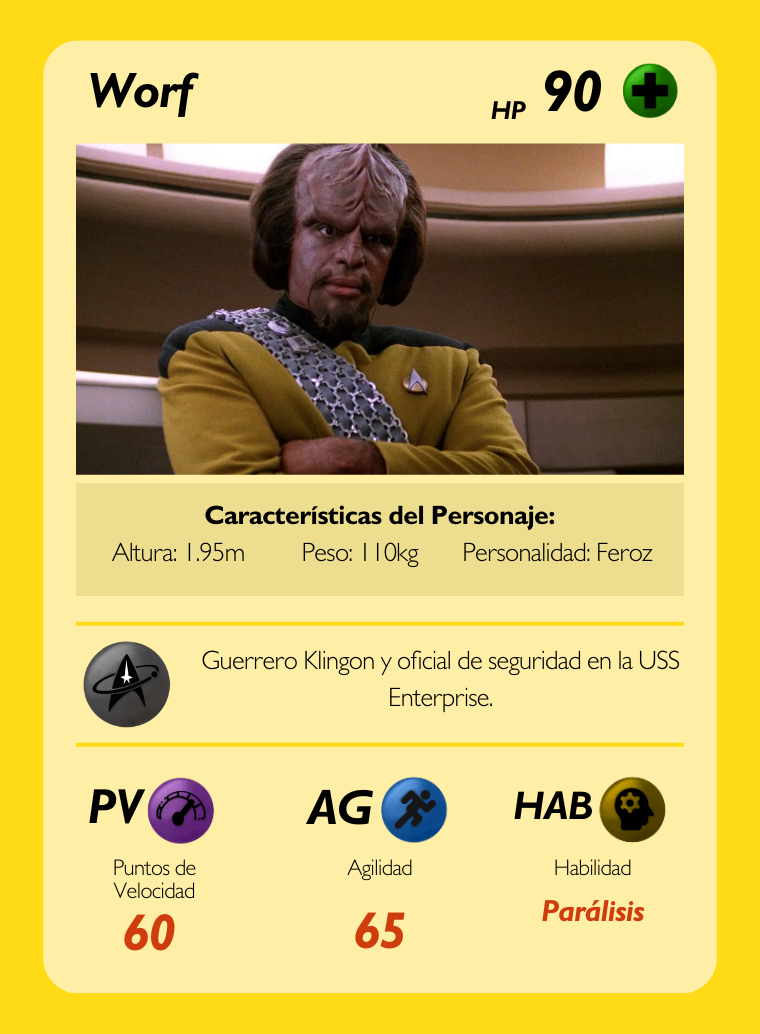 Worf
HP 90
Características del Personaje:
Altura: 1.95m Peso: 110kg Personalidad: Feroz
Guerrero Klingon y oficial de seguridad en la USS
Enterprise.
PV AG HAB
Puntos de
Velocidad
60
Agilidad
65
Habilidad
Parálisis